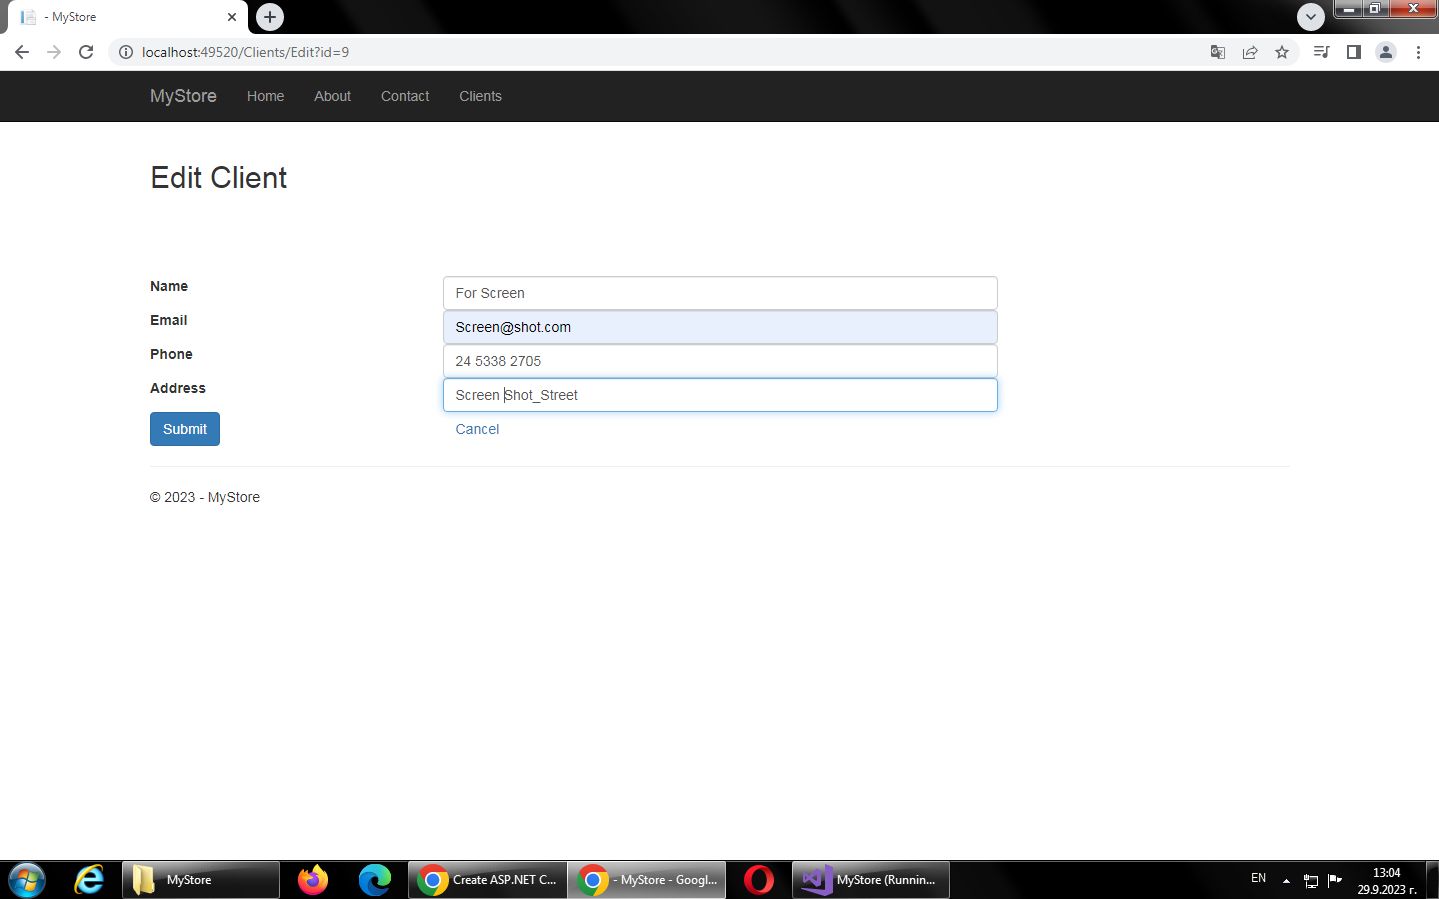 - MyStore
localhost:49520/Clients/Edit?id=9
MyStore Home About Contact Clients
Edit Client
Name For Screen
Email Screen@shot.com
Phone 24 5338 2705
Address Screen Shot_Street
Submit Cancel
© 2023 - MyStore
MyStore Create ASP.NET C... - MyStore - Googl... MyStore (Runnin... EN 13:04
29.9.2023 г.